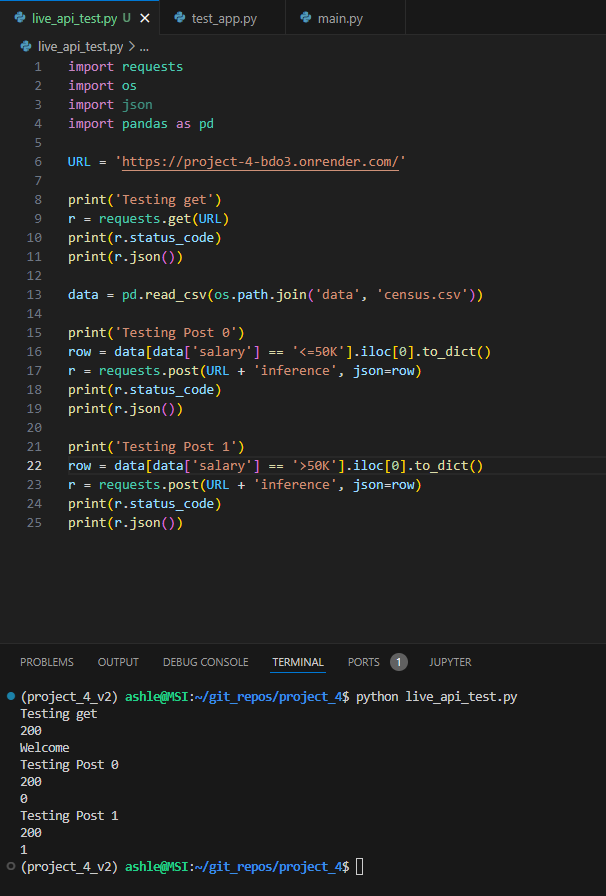 live_api_test.py U
test_app.py
main.py
live_api_test.py > ...
1 import requests
2 import os
3 import json
4 import pandas as pd
5
6 URL = 'https://project-4-bdo3.onrender.com/'
7
8 print('Testing get')
9 r = requests.get(URL)
10 print(r.status_code)
11 print(r.json())
12
13 data = pd.read_csv(os.path.join('data', 'census.csv'))
14
15 print('Testing Post 0')
16 row = data[data['salary'] == '<=50K'].iloc[0].to_dict()
17 r = requests.post(URL + 'inference', json=row)
18 print(r.status_code)
19 print(r.json())
20
21 print('Testing Post 1')
22 row = data[data['salary'] == '>50K'].iloc[0].to_dict()
23 r = requests.post(URL + 'inference', json=row)
24 print(r.status_code)
25 print(r.json())
PROBLEMS OUTPUT DEBUG CONSOLE TERMINAL PORTS 1 JUPYTER
(project_4_v2) ashle@MSI:~/git_repos/project_4$ python live_api_test.py
Testing get
200
Welcome
Testing Post 0
200
0
Testing Post 1
200
1
(project_4_v2) ashle@MSI:~/git_repos/project_4$